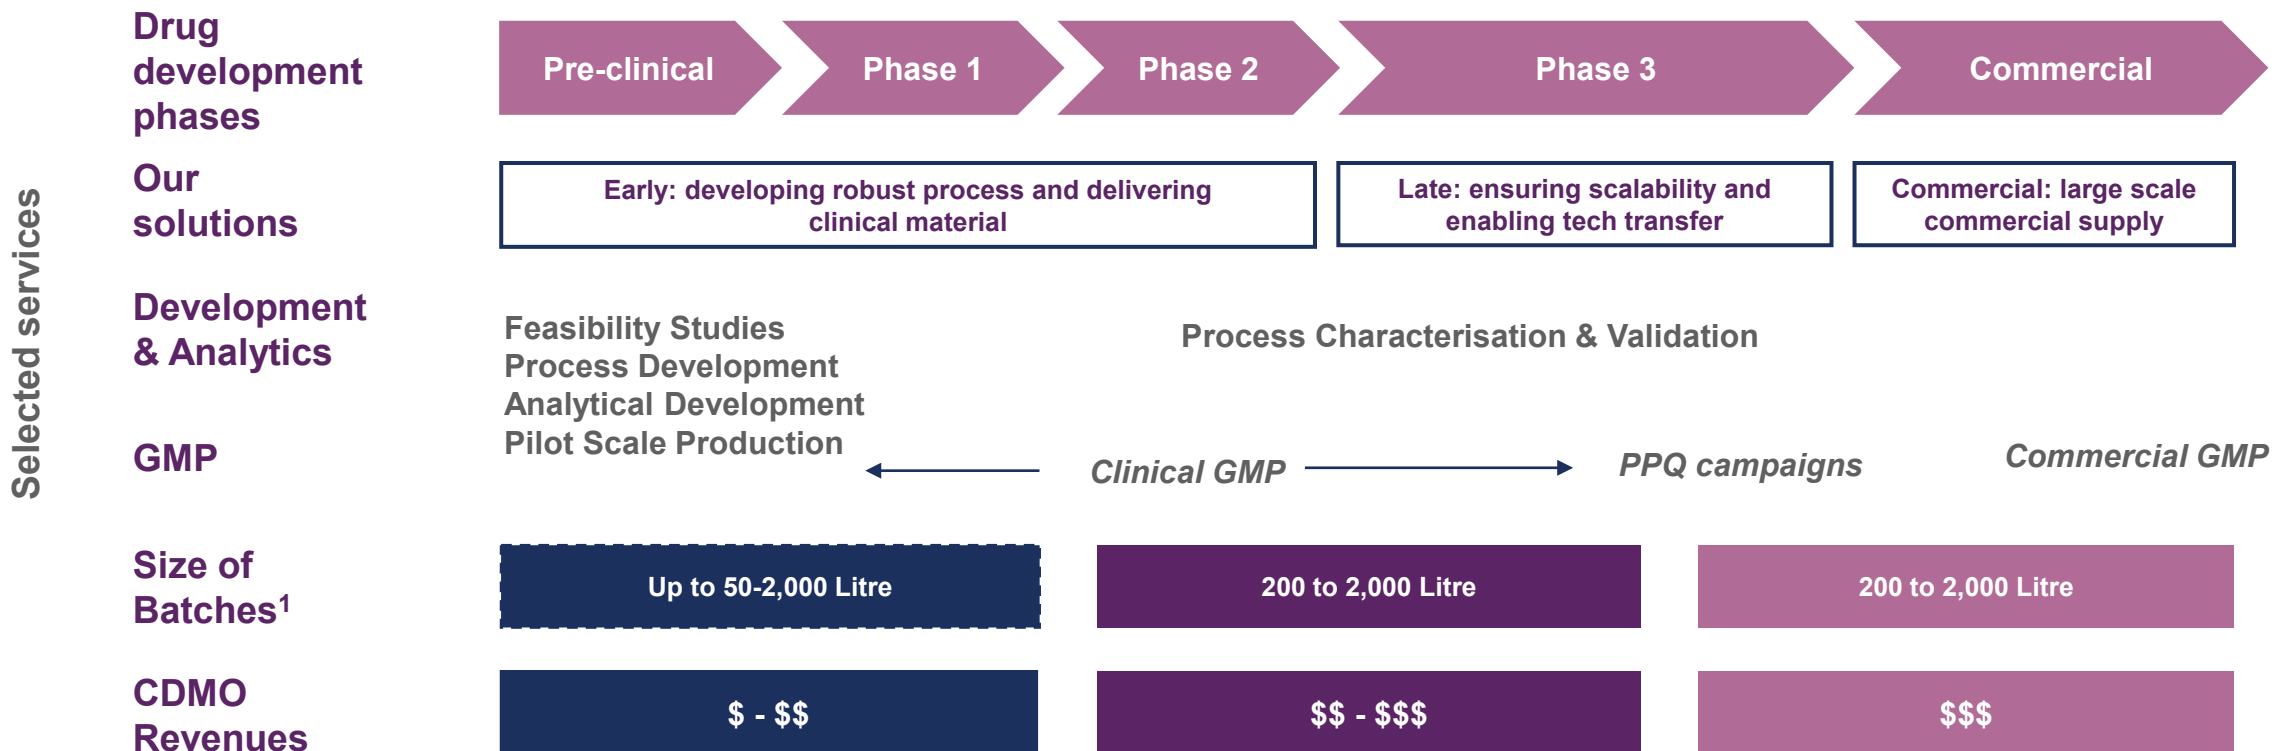 Selected services
Drug
development
phases
Pre-clinical
Phase 1
Phase 2
Phase 3
Commercial
Our
solutions
Early: developing robust process and delivering
clinical material
Late: ensuring scalability and
enabling tech transfer
Commercial: large scale
commercial supply
Development
& Analytics
Feasibility Studies
Process Development
Analytical Development
Pilot Scale Production
Process Characterisation & Validation
GMP
Clinical GMP
PPQ campaigns
Commercial GMP
Size of
Batches¹
Up to 50-2,000 Litre
200 to 2,000 Litre
200 to 2,000 Litre
CDMO
Revenues
$ - $$
$$ - $$$
$$$